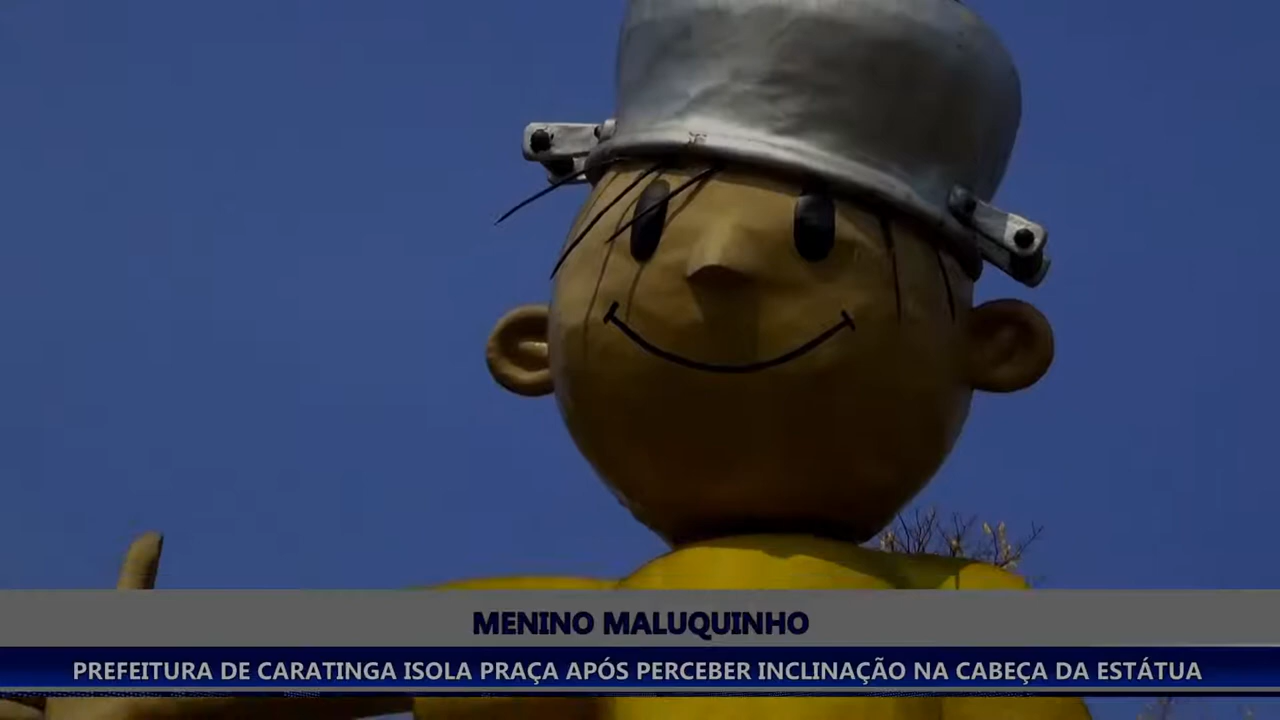 MENINO MALUQUINHO
PREFEITURA DE CARATINGA ISOLA PRAÇA APÓS PERCEBER INCLINAÇÃO NA CABEÇA DA ESTÁTUA